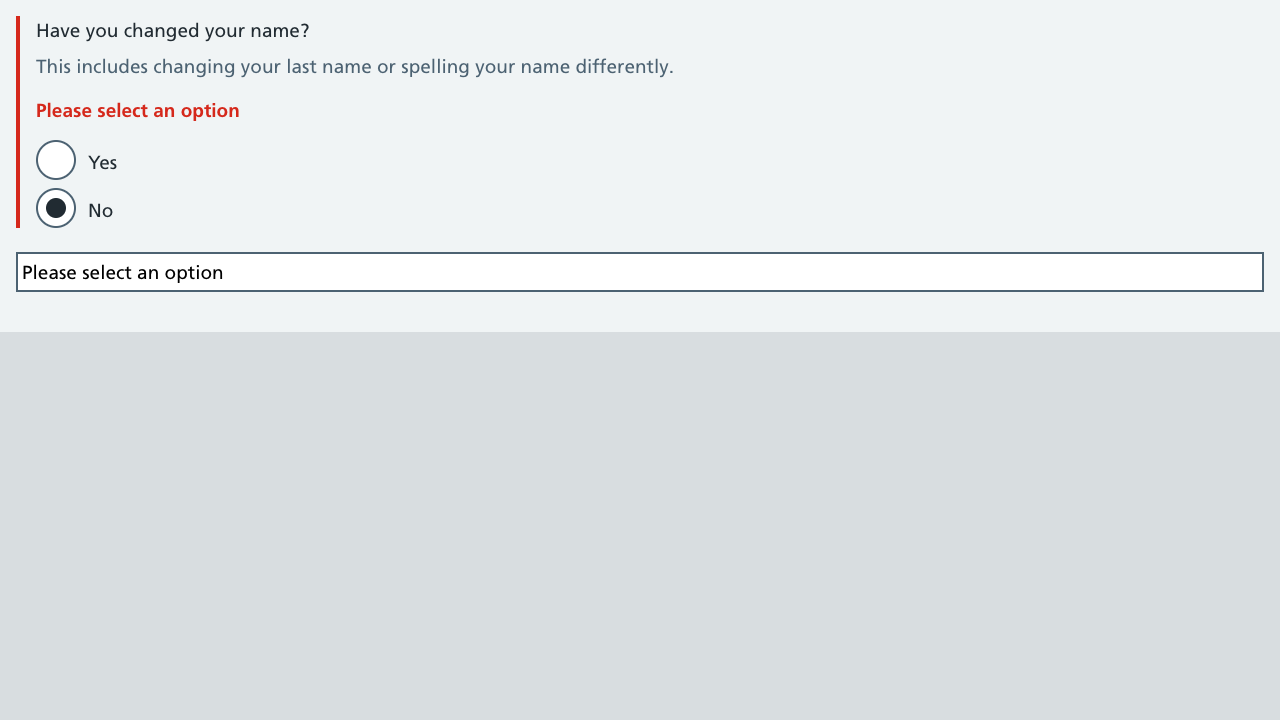 Have you changed your name?
This includes changing your last name or spelling your name differently.
Please select an option
Yes
No
Please select an option